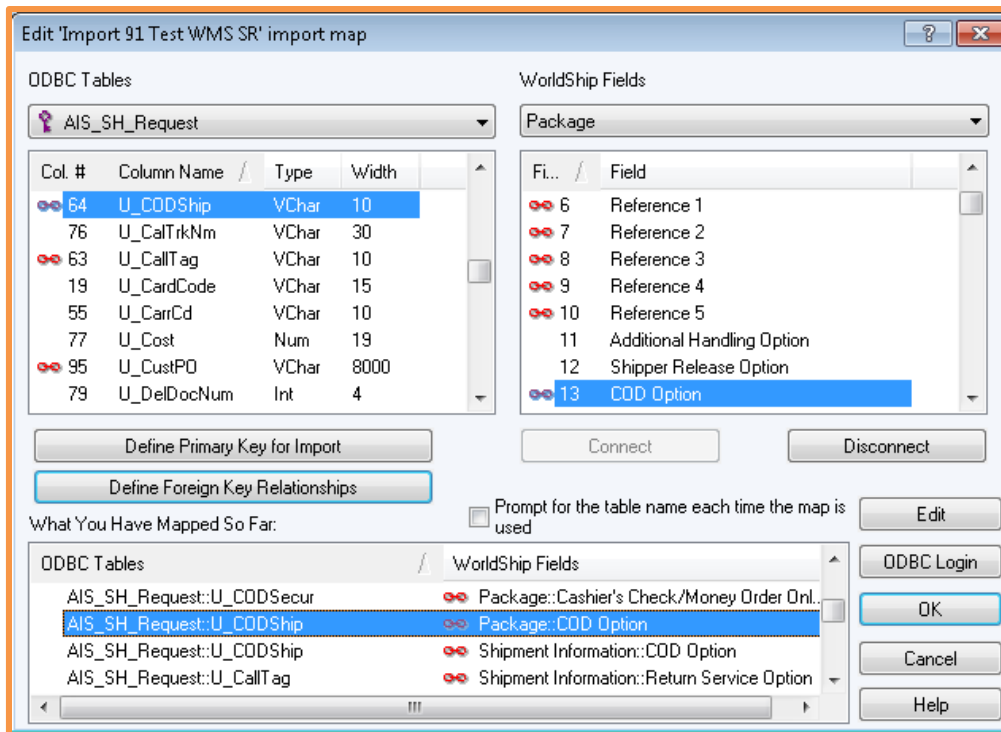 Edit 'Import 91 Test WMS SR' import map
ODBC Tables
WorldShip Fields
AIS_SH_Request
Package
Col. # Column Name Type Width
Fi... Field
64 U_CODShip VChar 10
6 Reference 1
76 U_CalTrkNm VChar 30
7 Reference 2
63 U_CallTag VChar 10
8 Reference 3
19 U_CardCode VChar 15
9 Reference 4
55 U_CarrCd VChar 10
10 Reference 5
77 U_Cost Num 19
11 Additional Handling Option
95 U_CustPO VChar 8000
12 Shipper Release Option
79 U_DelDocNum Int 4
13 COD Option
Define Primary Key for Import
Connect
Disconnect
Define Foreign Key Relationships
What You Have Mapped So Far:
Prompt for the table name each time the map is
used
Edit
ODBC Tables WorldShip Fields
ODBC Login
AIS_SH_Request::U_CODSecur Package::Cashier's Check/Money Order Onl..
AIS_SH_Request::U_CODShip Package::COD Option
OK
AIS_SH_Request::U_CODShip Shipment Information::COD Option
Cancel
AIS_SH_Request::U_CallTag Shipment Information::Return Service Option
Help